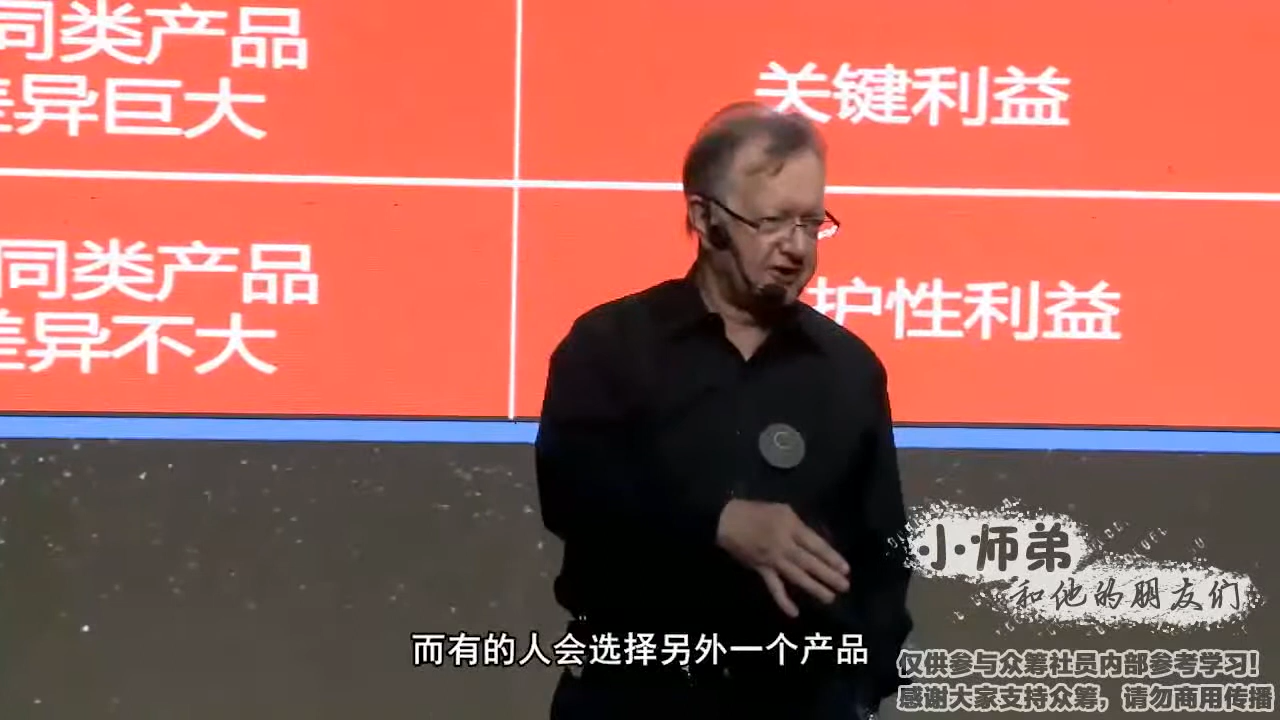 同类产品
差异巨大
关键利益
同类产品
差异不大
护性利益
小师弟
和他的朋友们
而有的人会选择另外一个产品
仅供参与众筹社员内部参考学习！
感谢大家支持众筹，请勿商用传播